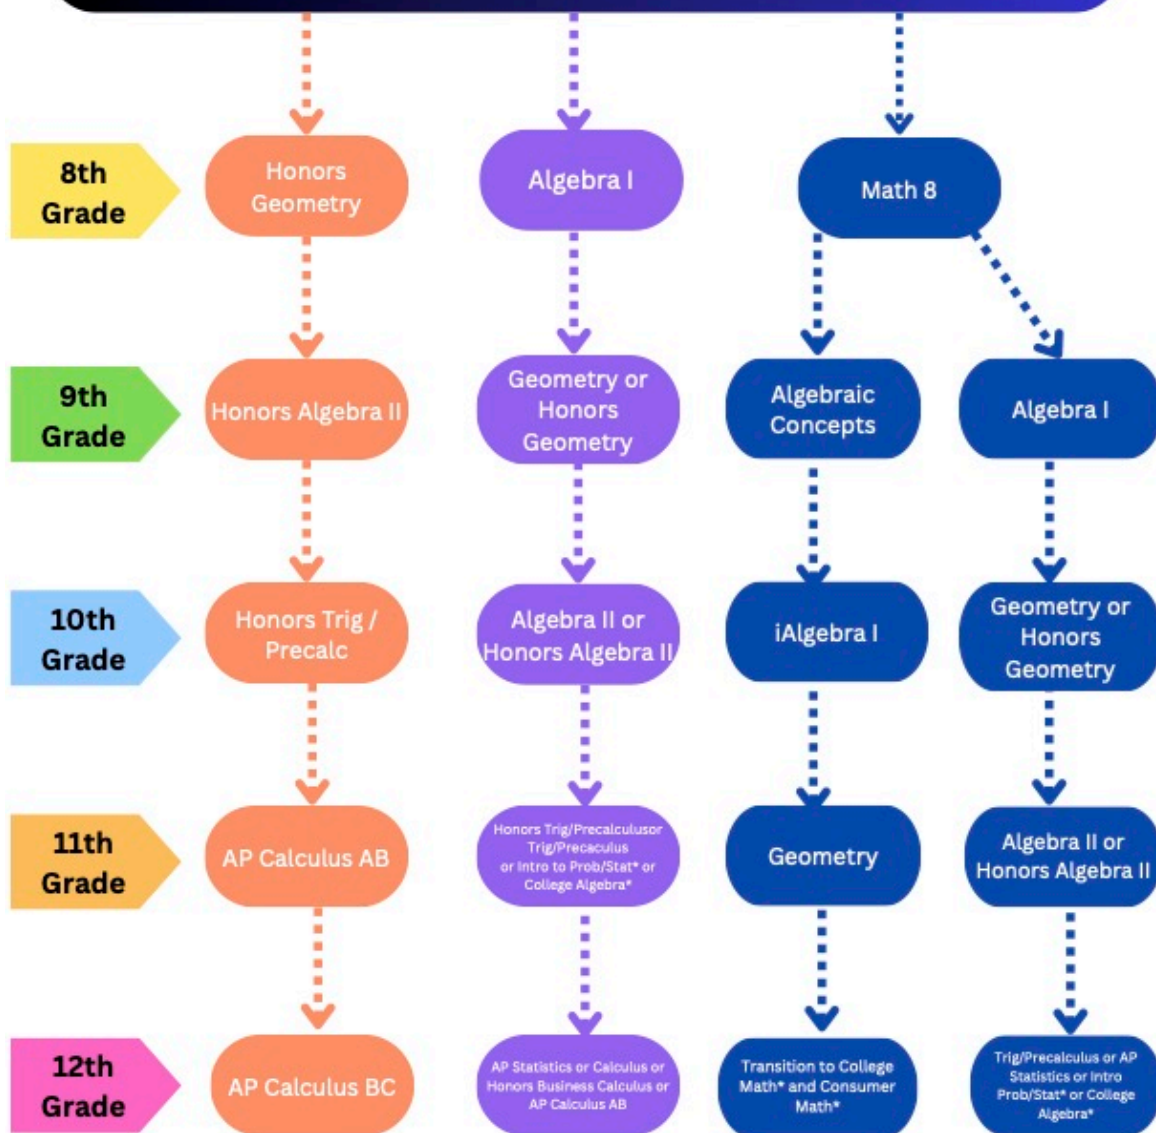 8th
Grade
Honors
Geometry
Algebra I
Math 8
9th
Grade
Honors Algebra II
Geometry or
Honors
Geometry
Algebraic
Concepts
Algebra I
10th
Grade
Honors Trig /
Precalc
Algebra II or
Honors Algebra II
iAlgebra I
Geometry or
Honors
Geometry
11th
Grade
AP Calculus AB
Honors Trig/Precalculusor
Trig/Precaculus
or Intro to Prob/Stat* or
College Algebra*
Geometry
Algebra II or
Honors Algebra II
12th
Grade
AP Calculus BC
AP Statistics or Calculus or
Honors Business Calculus or
AP Calculus AB
Transition to College
Math* and Consumer
Math*
Trig/Precalculus or AP
Statistics or Intro
Prob/Stat* or College
Algebra*